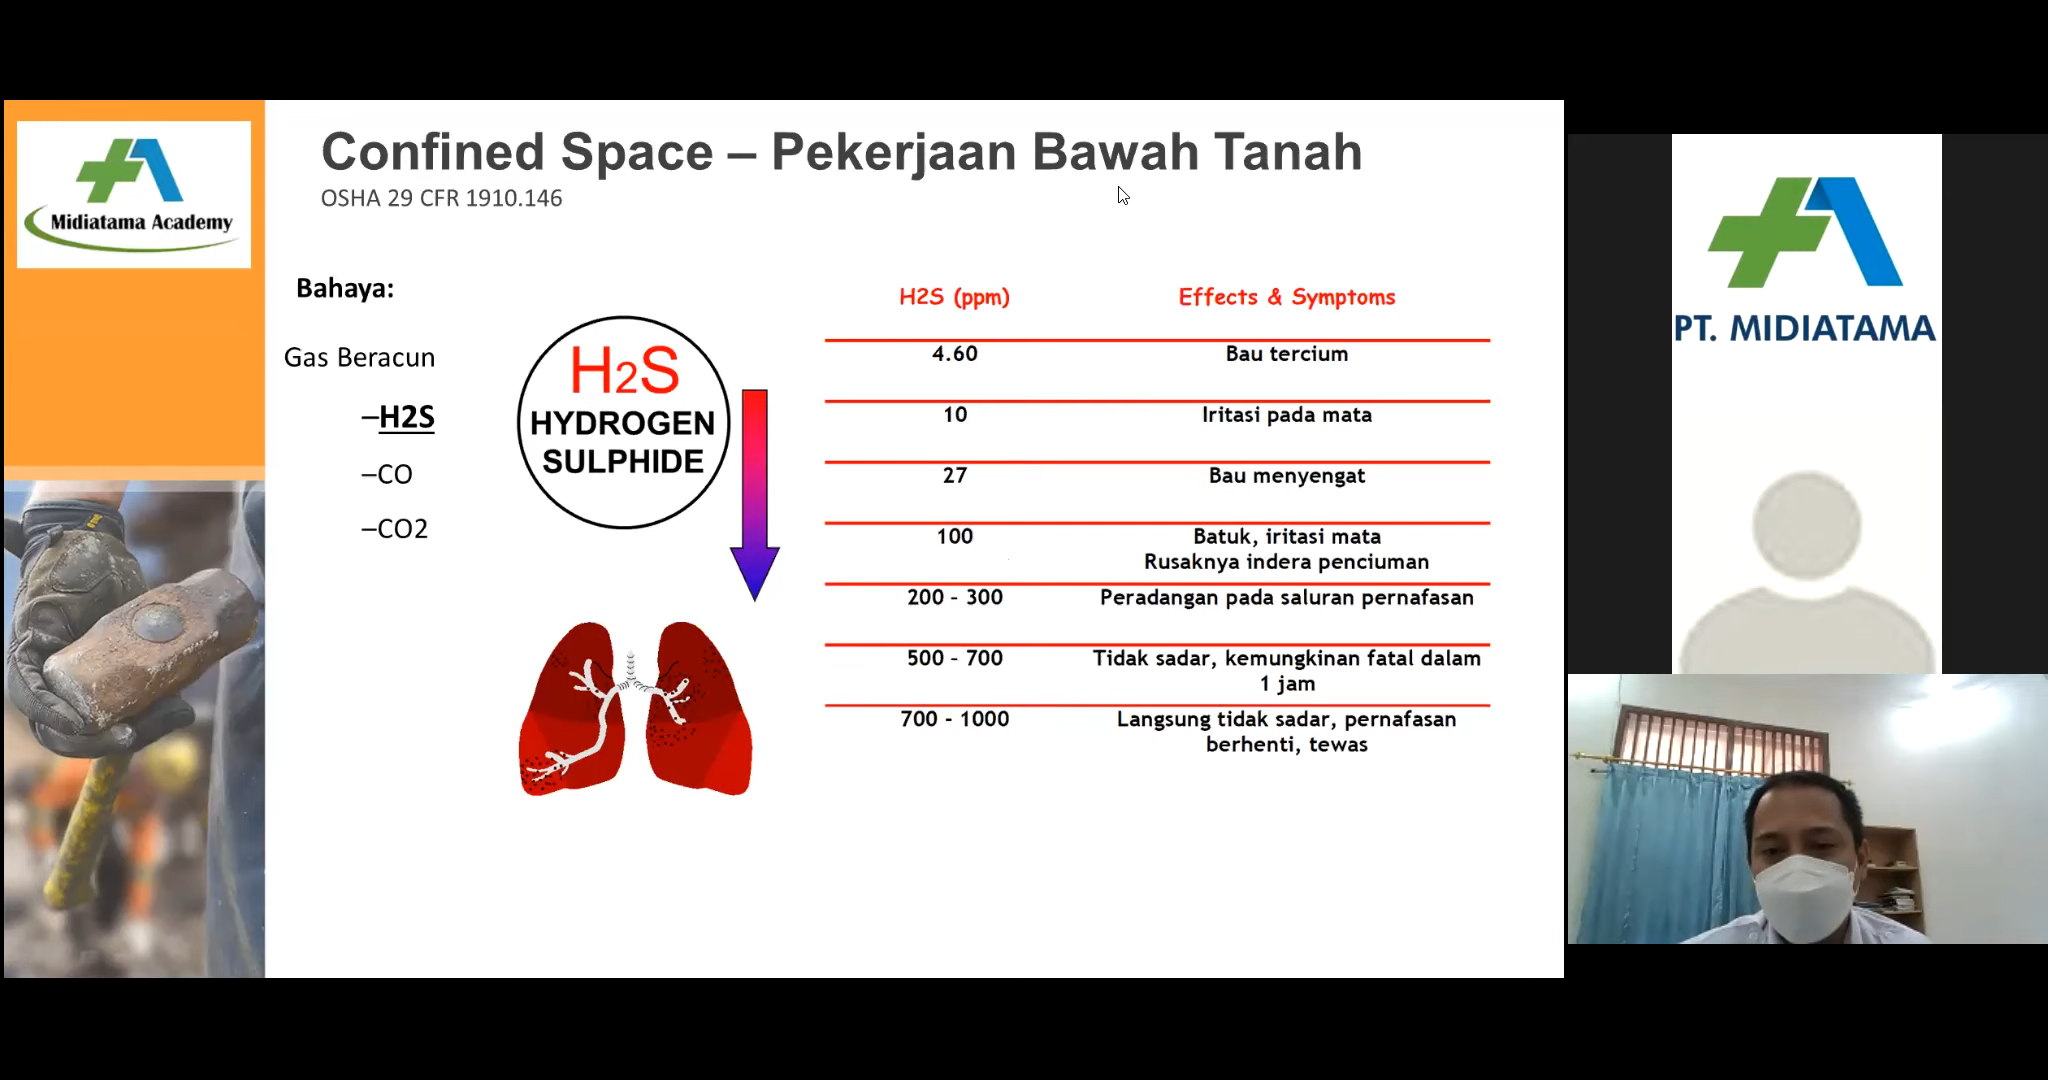 Midiatama Academy
Confined Space – Pekerjaan Bawah Tanah
OSHA 29 CFR 1910.146
Bahaya:
Gas Beracun
–H2S
–CO
–CO2
H2S
HYDROGEN
SULPHIDE
H2S (ppm) Effects & Symptoms
4.60 Bau tercium
10 Iritasi pada mata
27 Bau menyengat
100 Batuk, iritasi mata
Rusaknya indera penciuman
200 - 300 Peradangan pada saluran pernafasan
500 - 700 Tidak sadar, kemungkinan fatal dalam
1 jam
700 - 1000 Langsung tidak sadar, pernafasan
berhenti, tewas
PT. MIDIATAMA